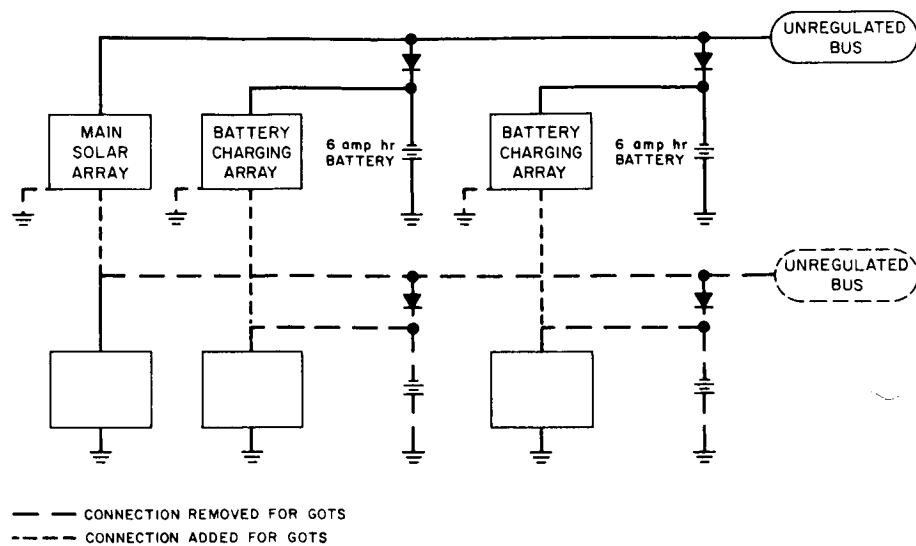 UNREGULATED
BUS
MAIN
SOLAR
ARRAY
BATTERY
CHARGING
ARRAY
6 amp hr
BATTERY
BATTERY
CHARGING
ARRAY
6 amp hr
BATTERY
UNREGULATED
BUS
CONNECTION REMOVED FOR GOTS
CONNECTION ADDED FOR GOTS